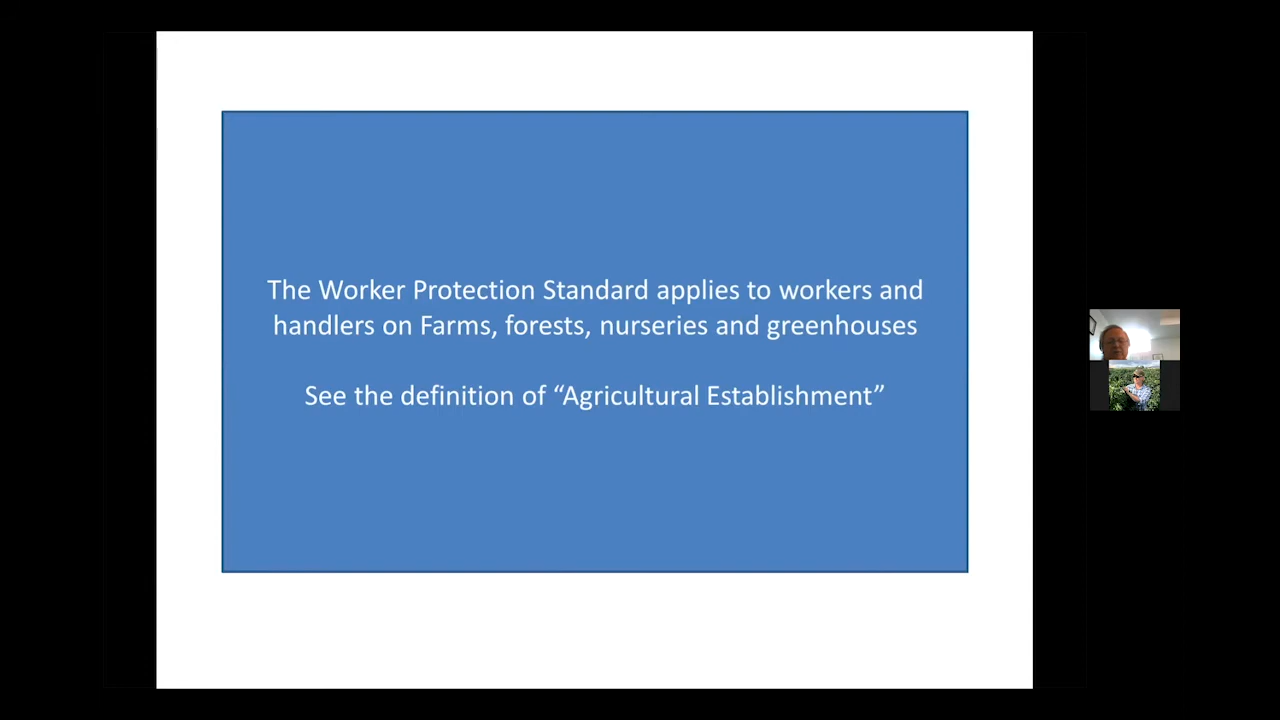 The Worker Protection Standard applies to workers and
handlers on Farms, forests, nurseries and greenhouses
See the definition of “Agricultural Establishment”